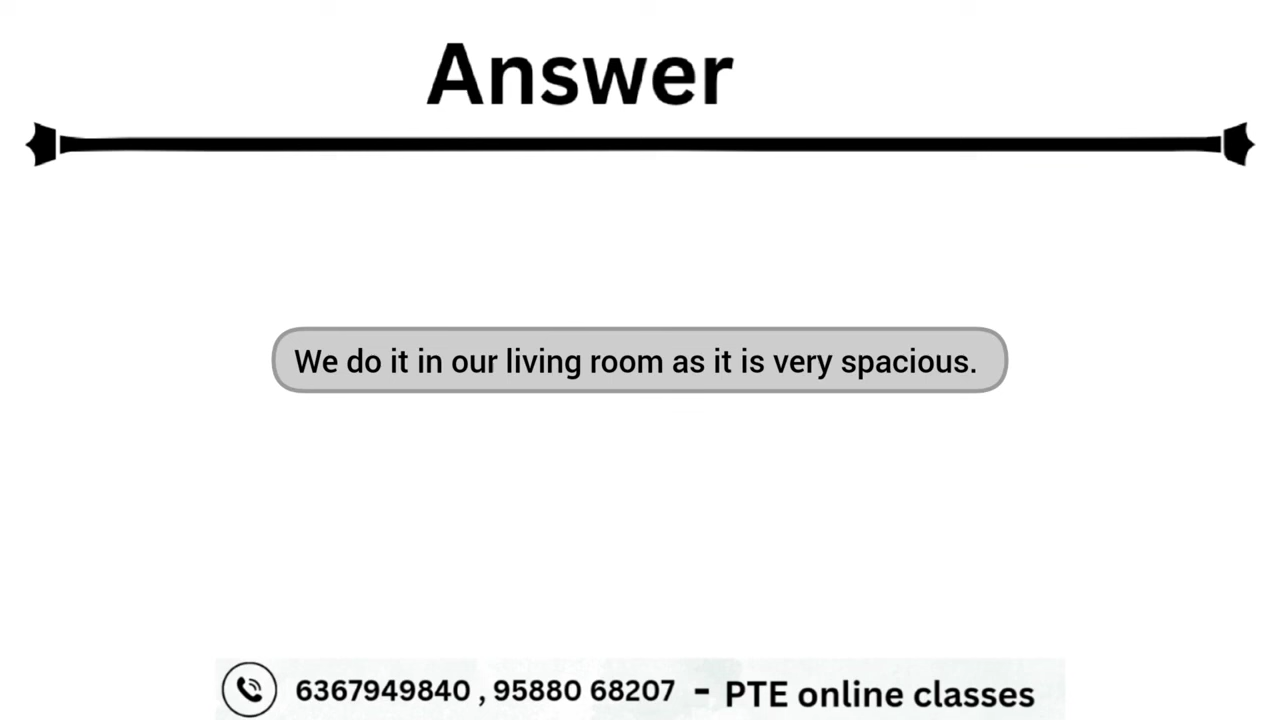 Answer
We do it in our living room as it is very spacious.
6367949840 , 95880 68207 - PTE online classes